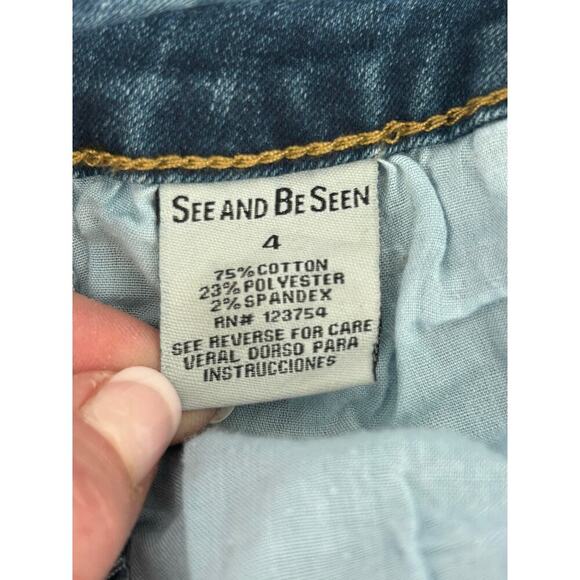 SEE AND BE SEEN
4
75% COTTON
23% POLYESTER
2% SPANDEX
RN# 123754
SEE REVERSE FOR CARE
VERAL DORSO PARA
INSTRUCCIONES